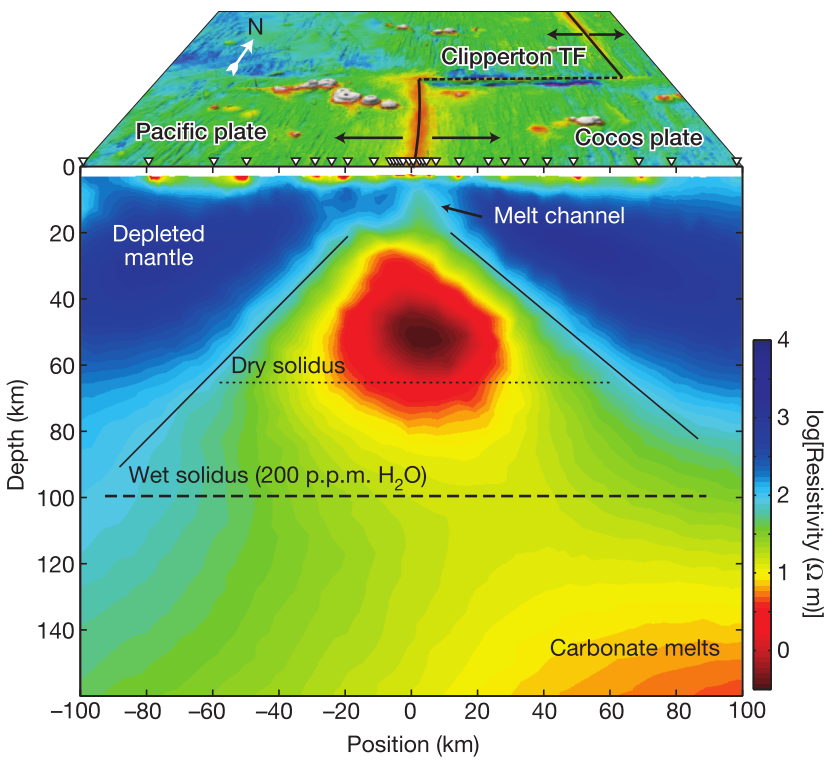 N
Clipperton TF
Pacific plate
Cocos plate
0
20
40
60
80
100
120
140
Depth (km)
Melt channel
Depleted
mantle
Dry solidus
Wet solidus (200 p.p.m. H₂O)
Carbonate melts
4
3
2
1
0
log[Resistivity (Ω m)]
–100 –80 –60 –40 –20 0 20 40 60 80 100
Position (km)